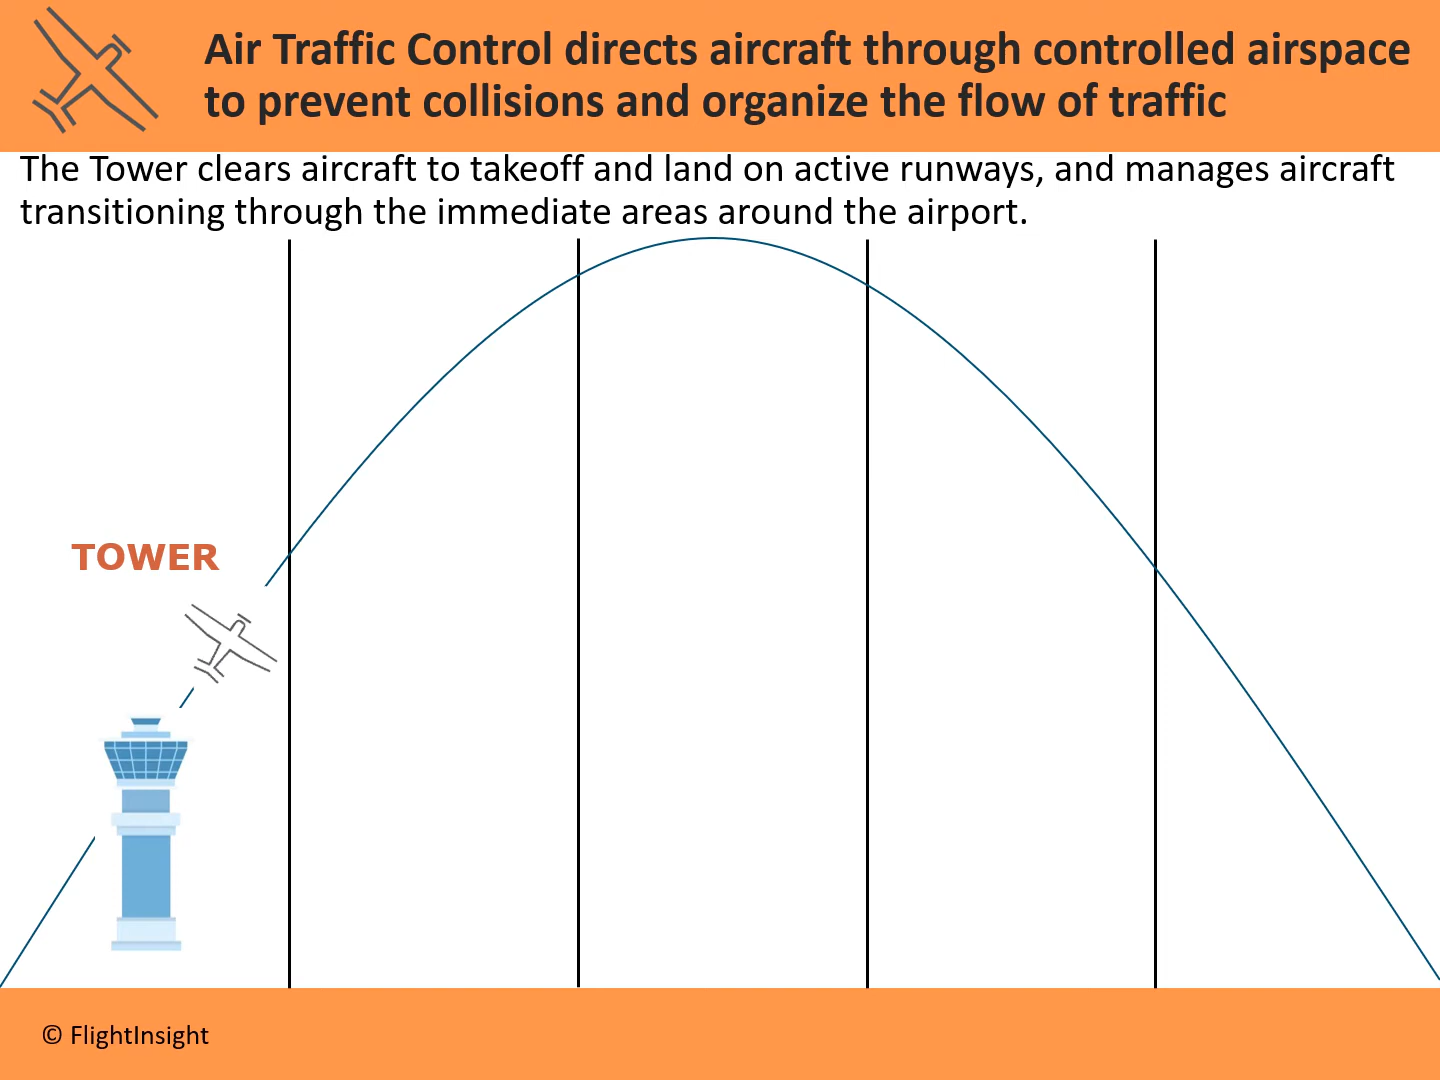 Air Traffic Control directs aircraft through controlled airspace
to prevent collisions and organize the flow of traffic
The Tower clears aircraft to takeoff and land on active runways, and manages aircraft
transitioning through the immediate areas around the airport.
TOWER
© FlightInsight